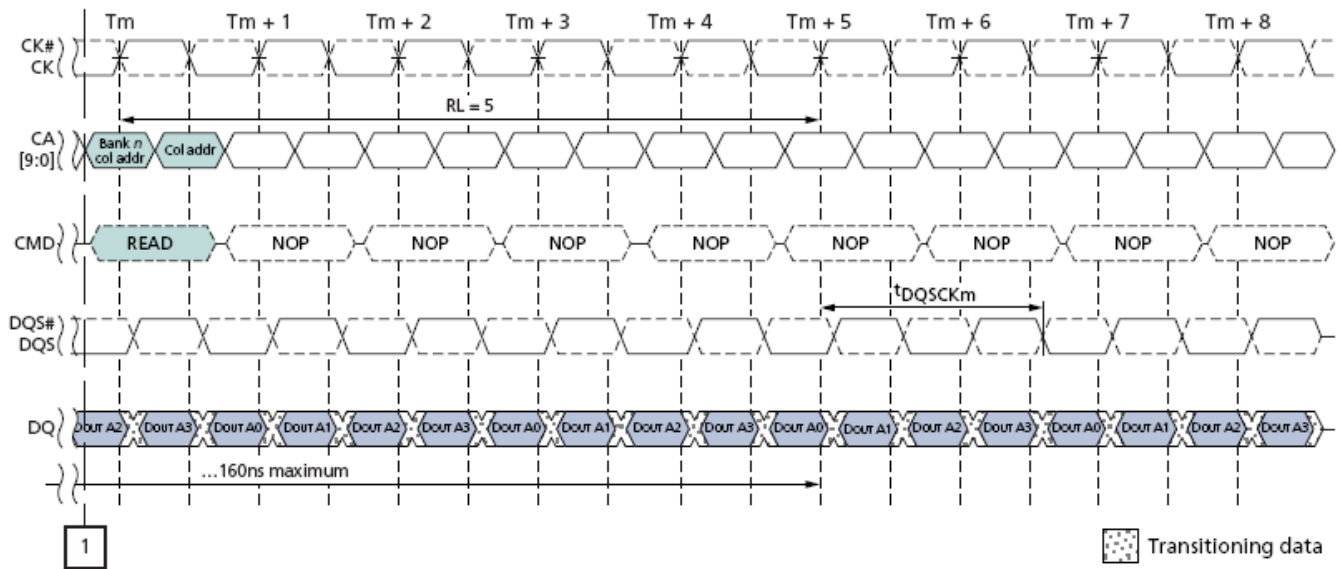 Tm Tm + 1 Tm + 2 Tm + 3 Tm + 4 Tm + 5 Tm + 6 Tm + 7 Tm + 8
CK#
CK
RL = 5
CA
[9:0]
Bank n
col addr
Col addr
CMD READ NOP NOP NOP NOP NOP NOP NOP NOP
tDQSCKm
DQS#
DQS
DQ DOUT A2 DOUT A3 DOUT A0 DOUT A1 DOUT A2 DOUT A3 DOUT A0 DOUT A1 DOUT A2 DOUT A3 DOUT A0 DOUT A1 DOUT A2 DOUT A3 DOUT A0 DOUT A1 DOUT A2 DOUT A3
...160ns maximum
1
Transitioning data